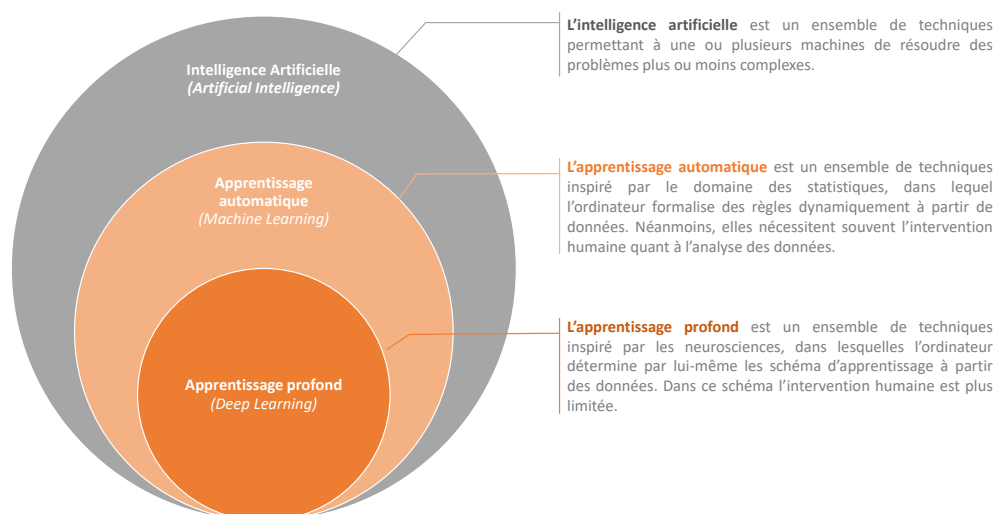 Intelligence Artificielle
(Artificial Intelligence)
Apprentissage
automatique
(Machine Learning)
Apprentissage profond
(Deep Learning)
L’intelligence artificielle est un ensemble de techniques
permettant à une ou plusieurs machines de résoudre des
problèmes plus ou moins complexes.
L’apprentissage automatique est un ensemble de techniques
inspiré par le domaine des statistiques, dans lequel
l’ordinateur formalise des règles dynamiquement à partir de
données. Néanmoins, elles nécessitent souvent l’intervention
humaine quant à l’analyse des données.
L’apprentissage profond est un ensemble de techniques
inspiré par les neurosciences, dans lesquelles l’ordinateur
détermine par lui-même les schéma d’apprentissage à partir
des données. Dans ce schéma l’intervention humaine est plus
limitée.